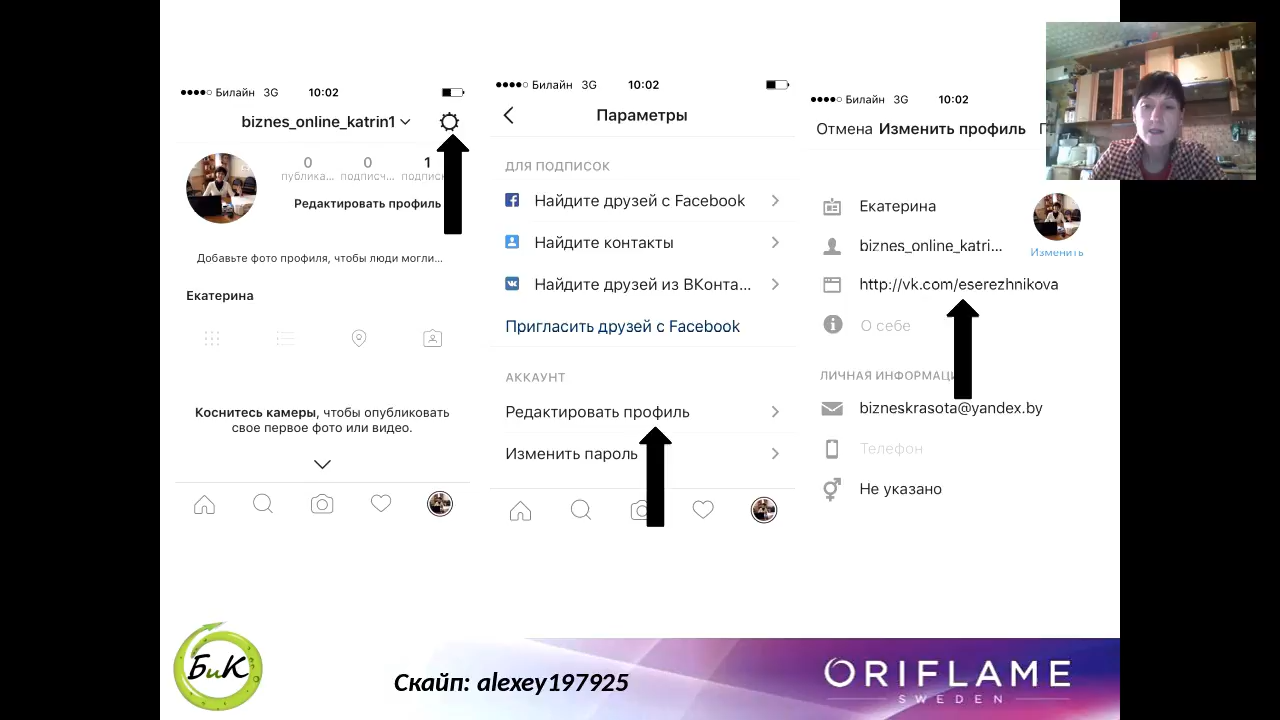 Билайн 3G 10:02
biznes_online_katrin1
0 0 1
публика... подписч...
Редактировать профиль
Добавьте фото профиля, чтобы люди могли...
Екатерина
Коснитесь камеры, чтобы опубликовать
свое первое фото или видео.
Билайн 3G 10:02
Параметры
ДЛЯ ПОДПИСОК
Найдите друзей с Facebook
Найдите контакты
Найдите друзей из ВКонта...
Пригласить друзей с Facebook
АККАУНТ
Редактировать профиль
Изменить пароль
Билайн 3G 10:02
Отмена Изменить профиль
Екатерина
biznes_online_katri...
Изменить
http://vk.com/eserezhnikova
О себе
ЛИЧНАЯ ИНФОРМАЦИ
bizneskrasota@yandex.by
Телефон
Не указано
БиК
Скайп: alexey197925
ORIFLAME
SWEDEN